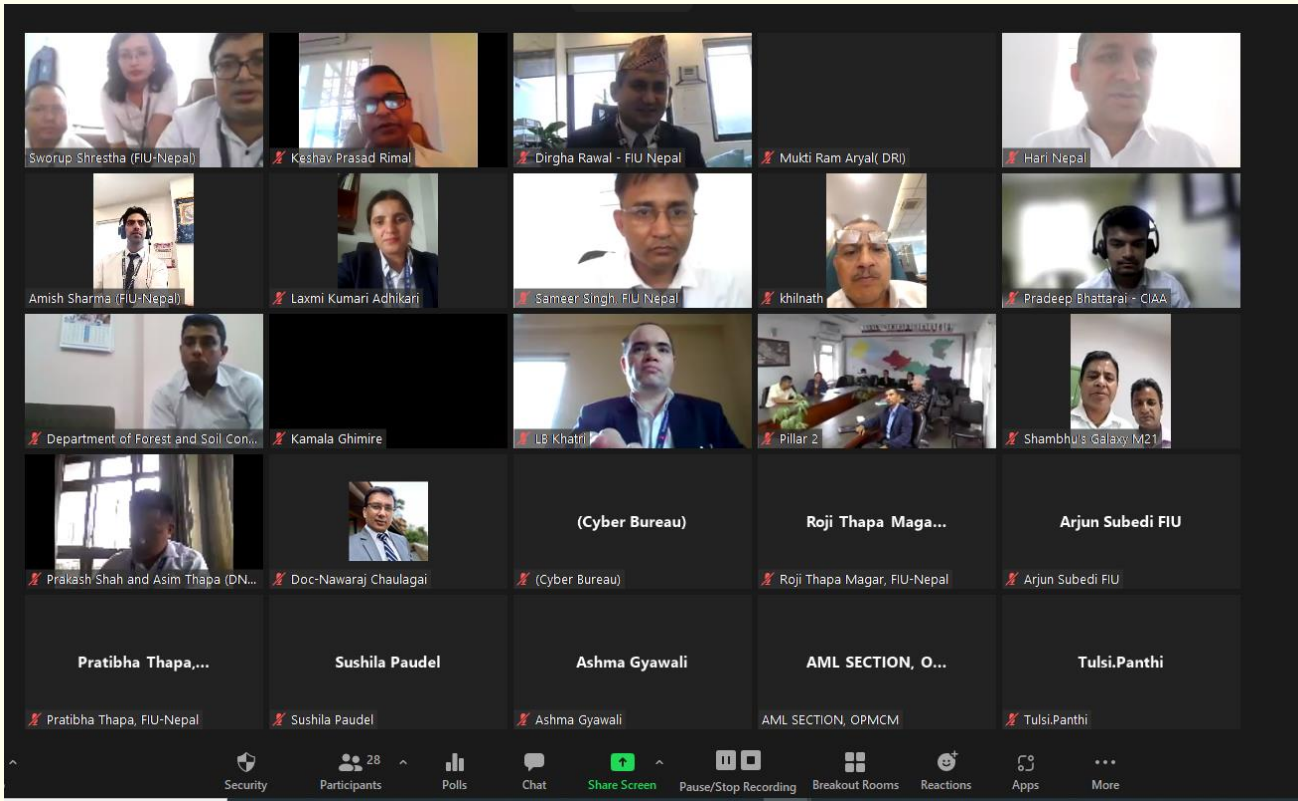 Sworup Shrestha (FIU-Nepal)
Keshav Prasad Rimal
Dirgha Rawal - FIU Nepal
Mukti Ram Aryal( DRI)
Hari Nepal
Amish Sharma (FIU-Nepal)
Laxmi Kumari Adhikari
Sameer Singh, FIU Nepal
khilnath
Pradeep Bhattarai - CIAA
Department of Forest and Soil Con...
Kamala Ghimire
LB Khatri
Pillar 2
Shambhu's Galaxy M21
Prakash Shah and Asim Thapa (DN...
Doc-Nawaraj Chaulagai
(Cyber Bureau)
(Cyber Bureau)
Roji Thapa Maga...
Roji Thapa Magar, FIU-Nepal
Arjun Subedi FIU
Arjun Subedi FIU
Pratibha Thapa,...
Pratibha Thapa, FIU-Nepal
Sushila Paudel
Sushila Paudel
Ashma Gyawali
Ashma Gyawali
AML SECTION, O...
AML SECTION, OPMCM
Tulsi.Panthi
Tulsi.Panthi
Security
28
Participants
Polls
Chat
Share Screen
Pause/Stop Recording
Breakout Rooms
Reactions
Apps
More